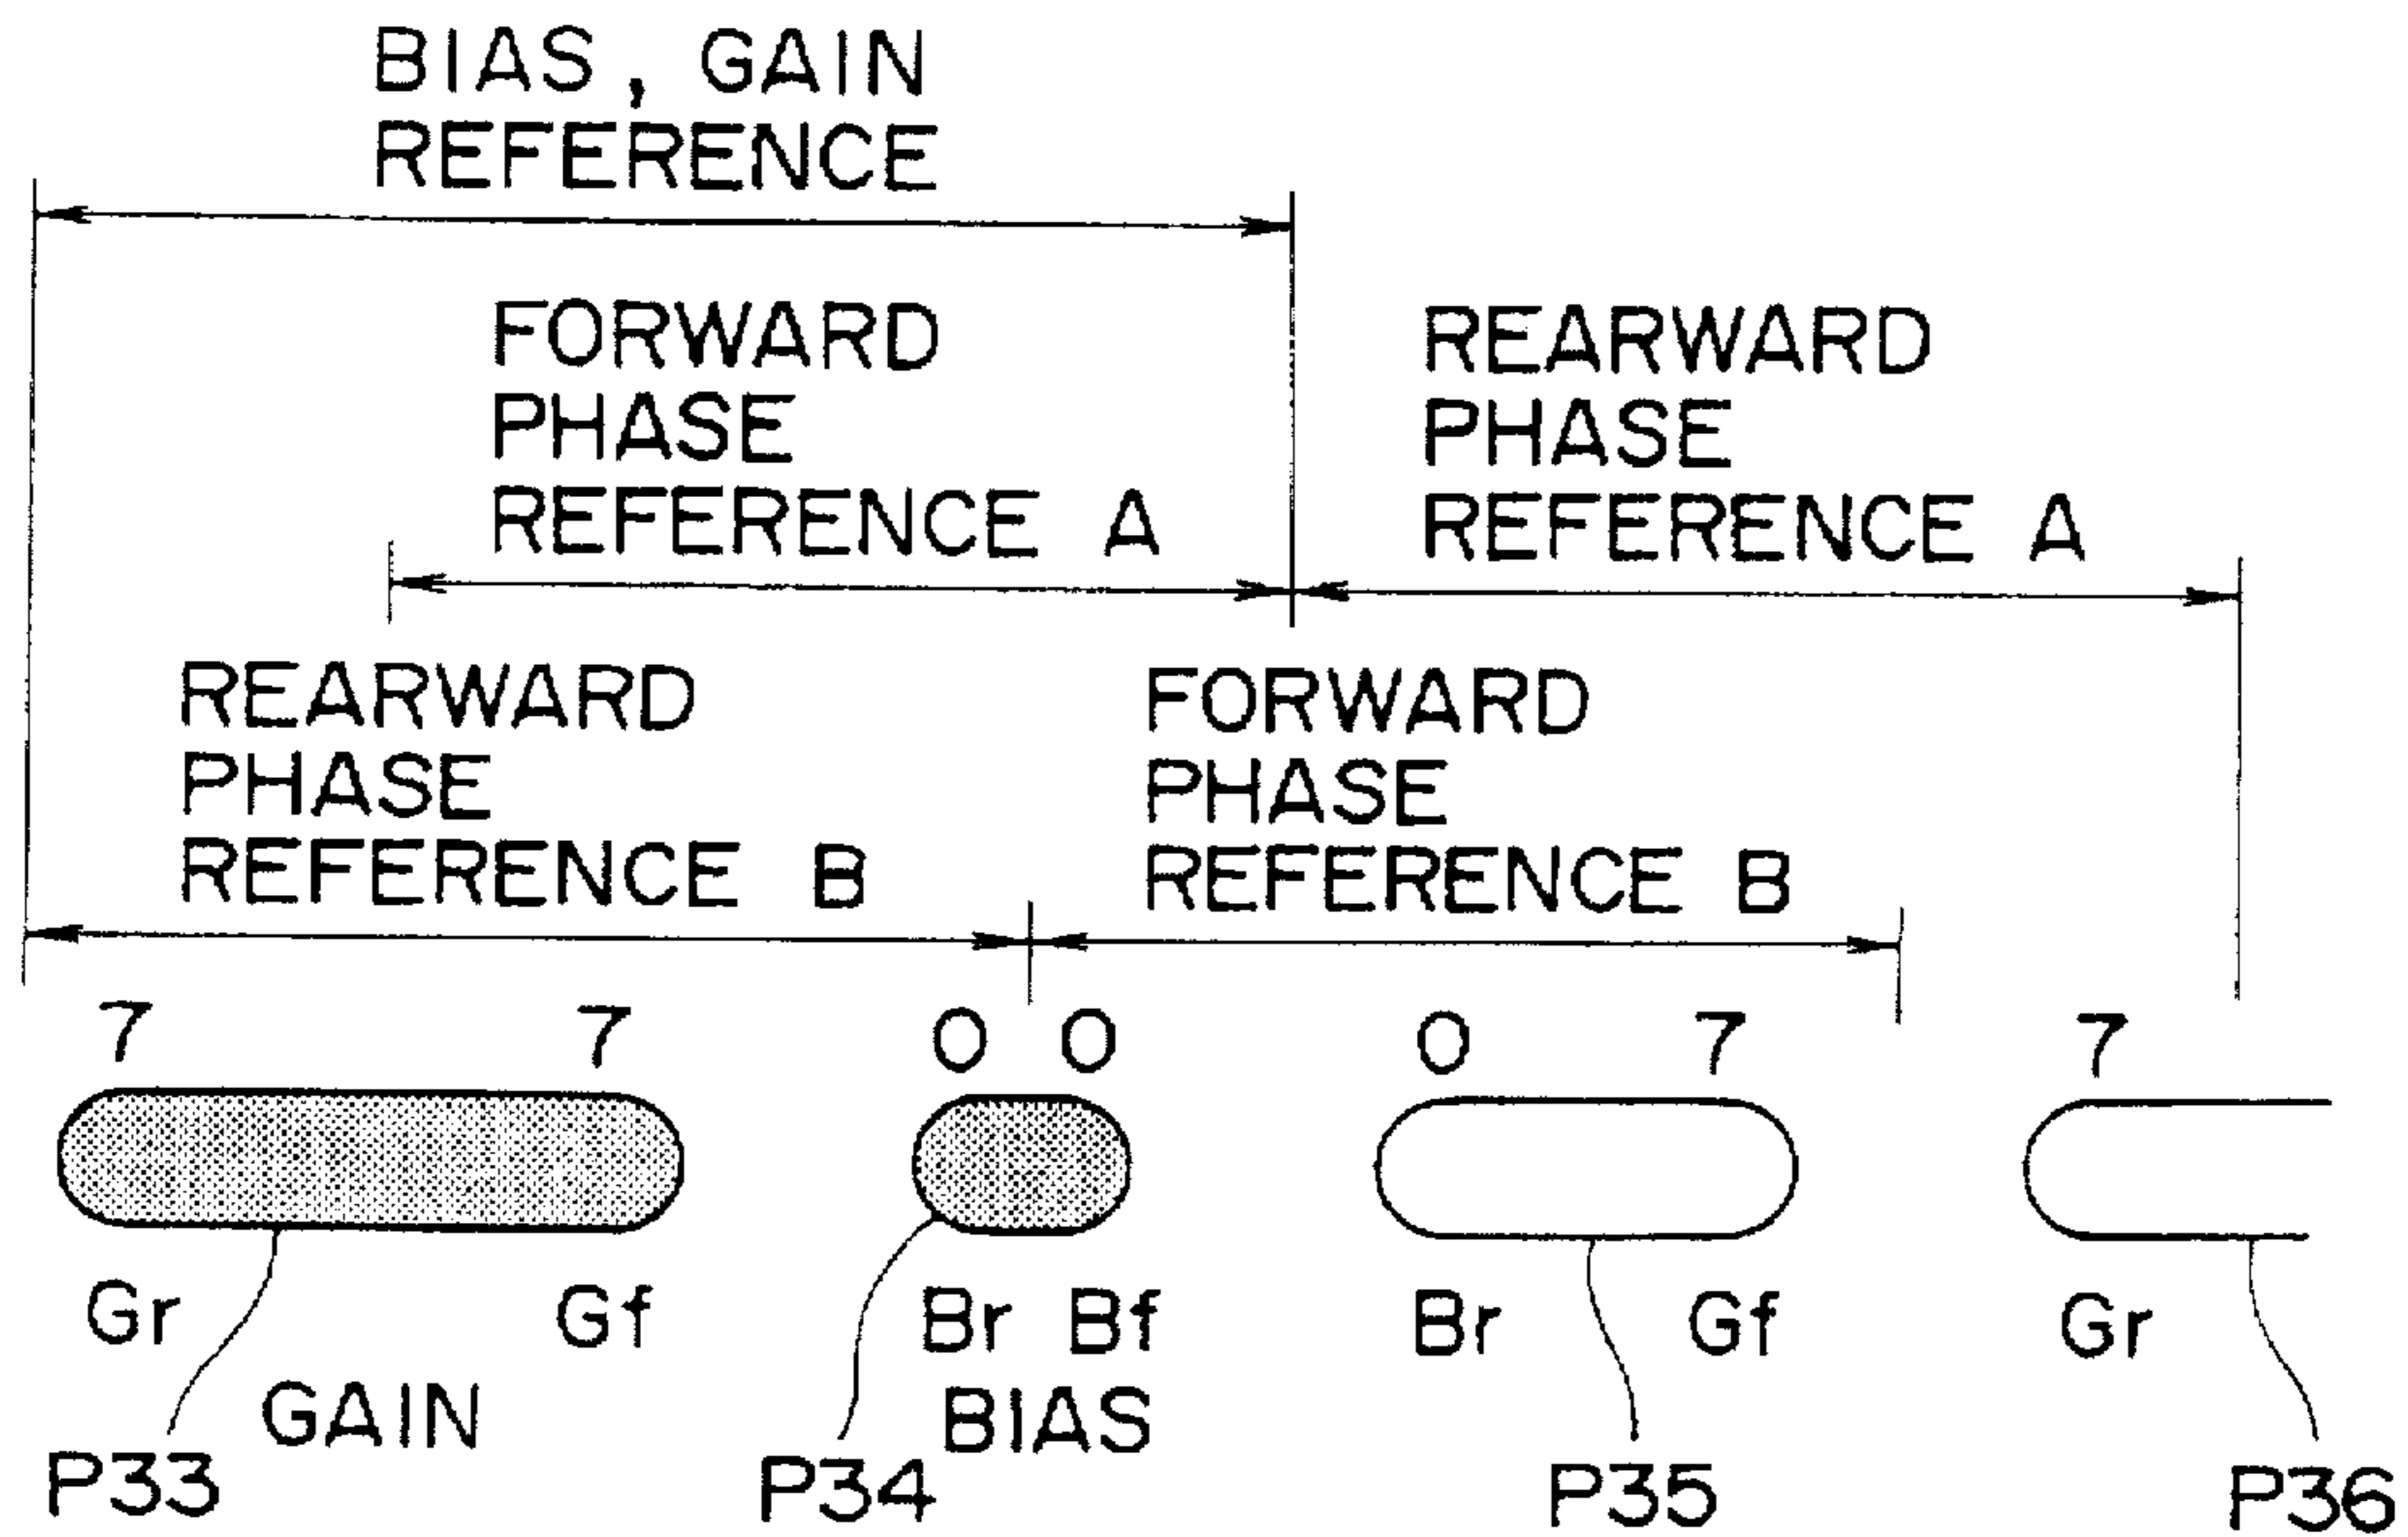 BIAS, GAIN
REFERENCE
FORWARD
PHASE
REFERENCE A
REARWARD
PHASE
REFERENCE A
REARWARD
PHASE
REFERENCE B
FORWARD
PHASE
REFERENCE B
7 7 0 0 0 7 7
Gr Gf Br Bf Br Gf Gr
GAIN BIAS
P33 P34 P35 P36